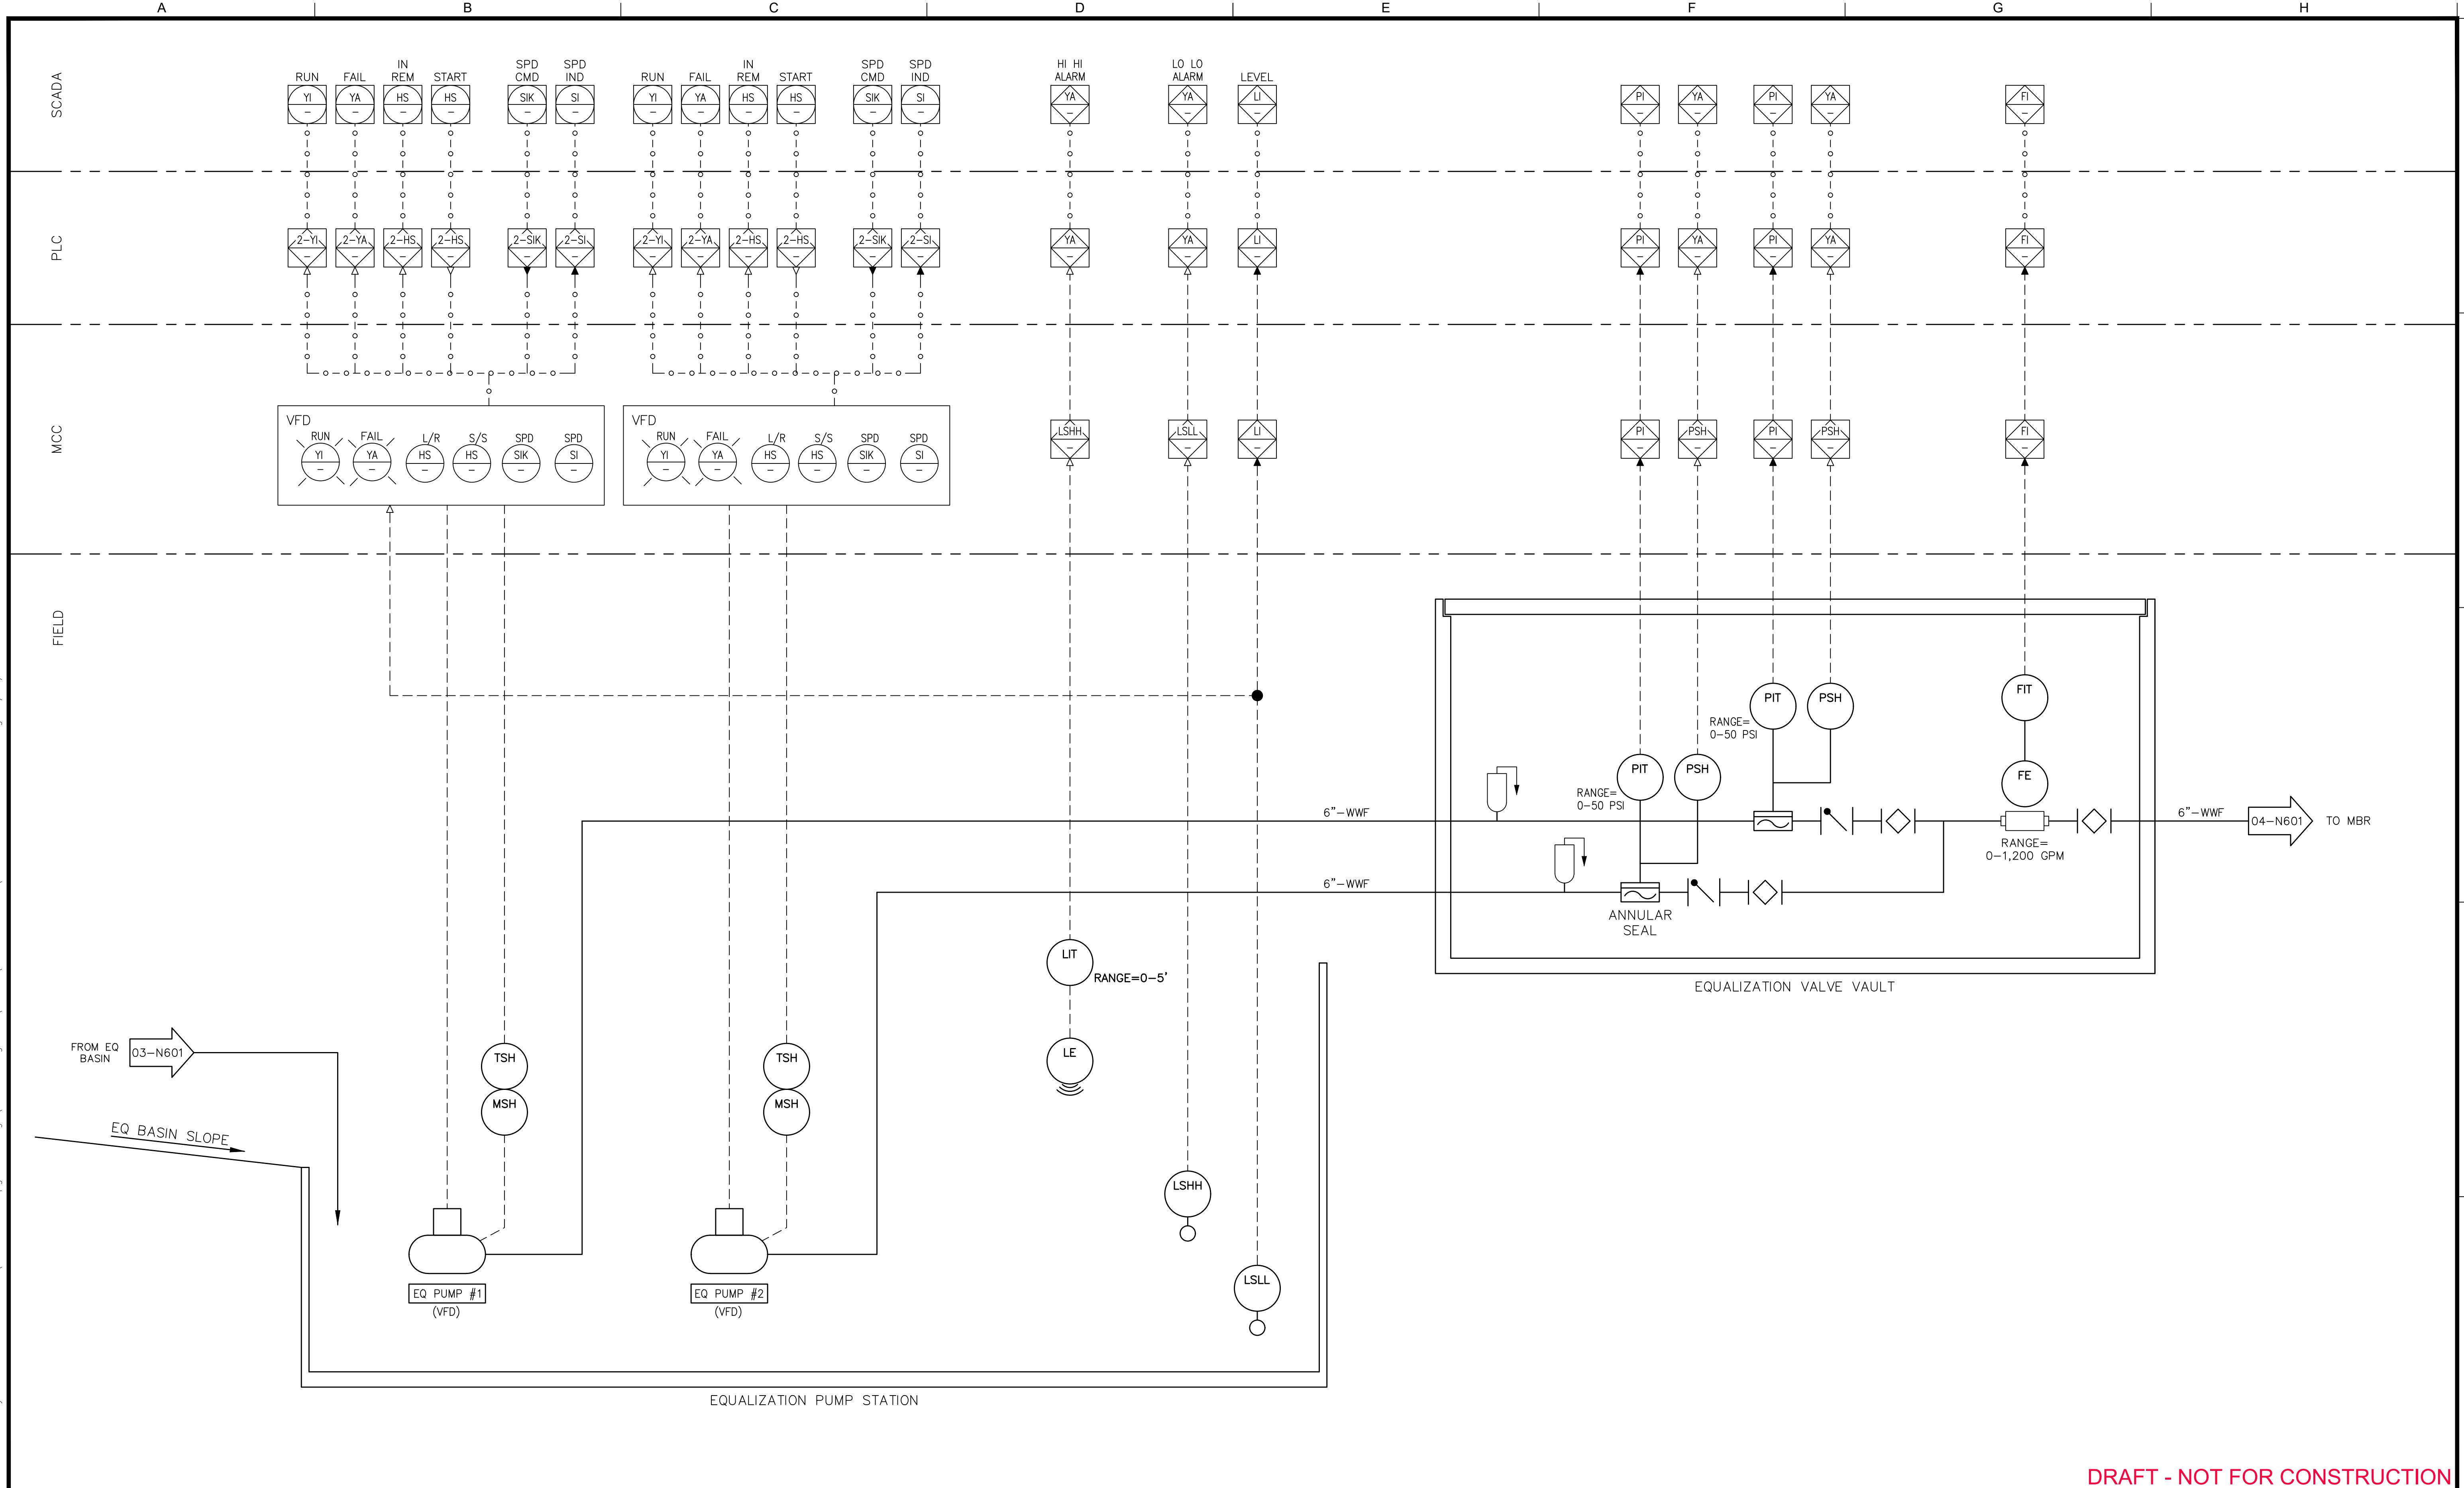 A B C D E F G H
SCADA
IN SPD SPD IN SPD SPD HI HI LO LO
RUN FAIL REM START CMD IND RUN FAIL REM START CMD IND ALARM ALARM LEVEL
YI YA HS HS SIK SI YI YA HS HS SIK SI YA YA LI PI YA PI YA FI
– – – – – – – – – – – – – – – – – – – –
PLC
2-YI 2-YA 2-HS 2-HS 2-SIK 2-SI 2-YI 2-YA 2-HS 2-HS 2-SIK 2-SI YA YA LI PI YA PI YA FI
– – – – – – – – – – – – – – – – – – – –
MCC
VFD VFD
RUN FAIL L/R S/S SPD SPD RUN FAIL L/R S/S SPD SPD
YI YA HS HS SIK SI YI YA HS HS SIK SI LSHH LSLL LI PI PSH PI PSH FI
– – – – – – – – – – – – – – – – – – – –
FIELD
PIT PSH FIT
RANGE=
0-50 PSI
PIT PSH FE
RANGE=
0-50 PSI
6"-WWF 6"-WWF 04-N601 TO MBR
RANGE=
0-1,200 GPM
6"-WWF
ANNULAR
SEAL
LIT
RANGE=0-5'
EQUALIZATION VALVE VAULT
FROM EQ
BASIN
03-N601
TSH TSH LE
MSH MSH
EQ BASIN SLOPE
LSHH
LSLL
EQ PUMP #1 EQ PUMP #2
(VFD) (VFD)
EQUALIZATION PUMP STATION
DRAFT - NOT FOR CONSTRUCTION